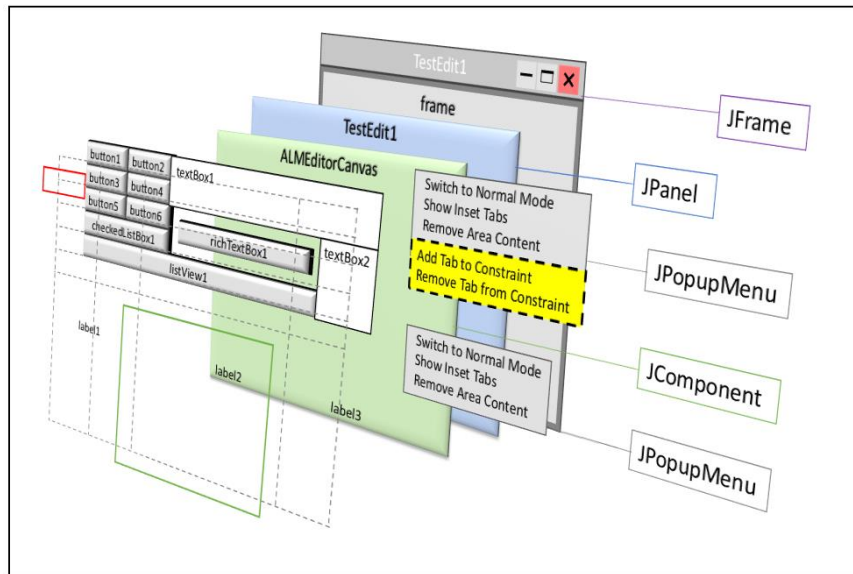 TestEdit1
frame
TestEdit1
ALMEditorCanvas
button1
button2
textBox1
button3
button4
button5
button6
checkedListBox1
richTextBox1
textBox2
listView1
label1
label2
label3
Switch to Normal Mode
Show Inset Tabs
Remove Area Content
Add Tab to Constraint
Remove Tab from Constraint
Switch to Normal Mode
Show Inset Tabs
Remove Area Content
JFrame
JPanel
JPopupMenu
JComponent
JPopupMenu